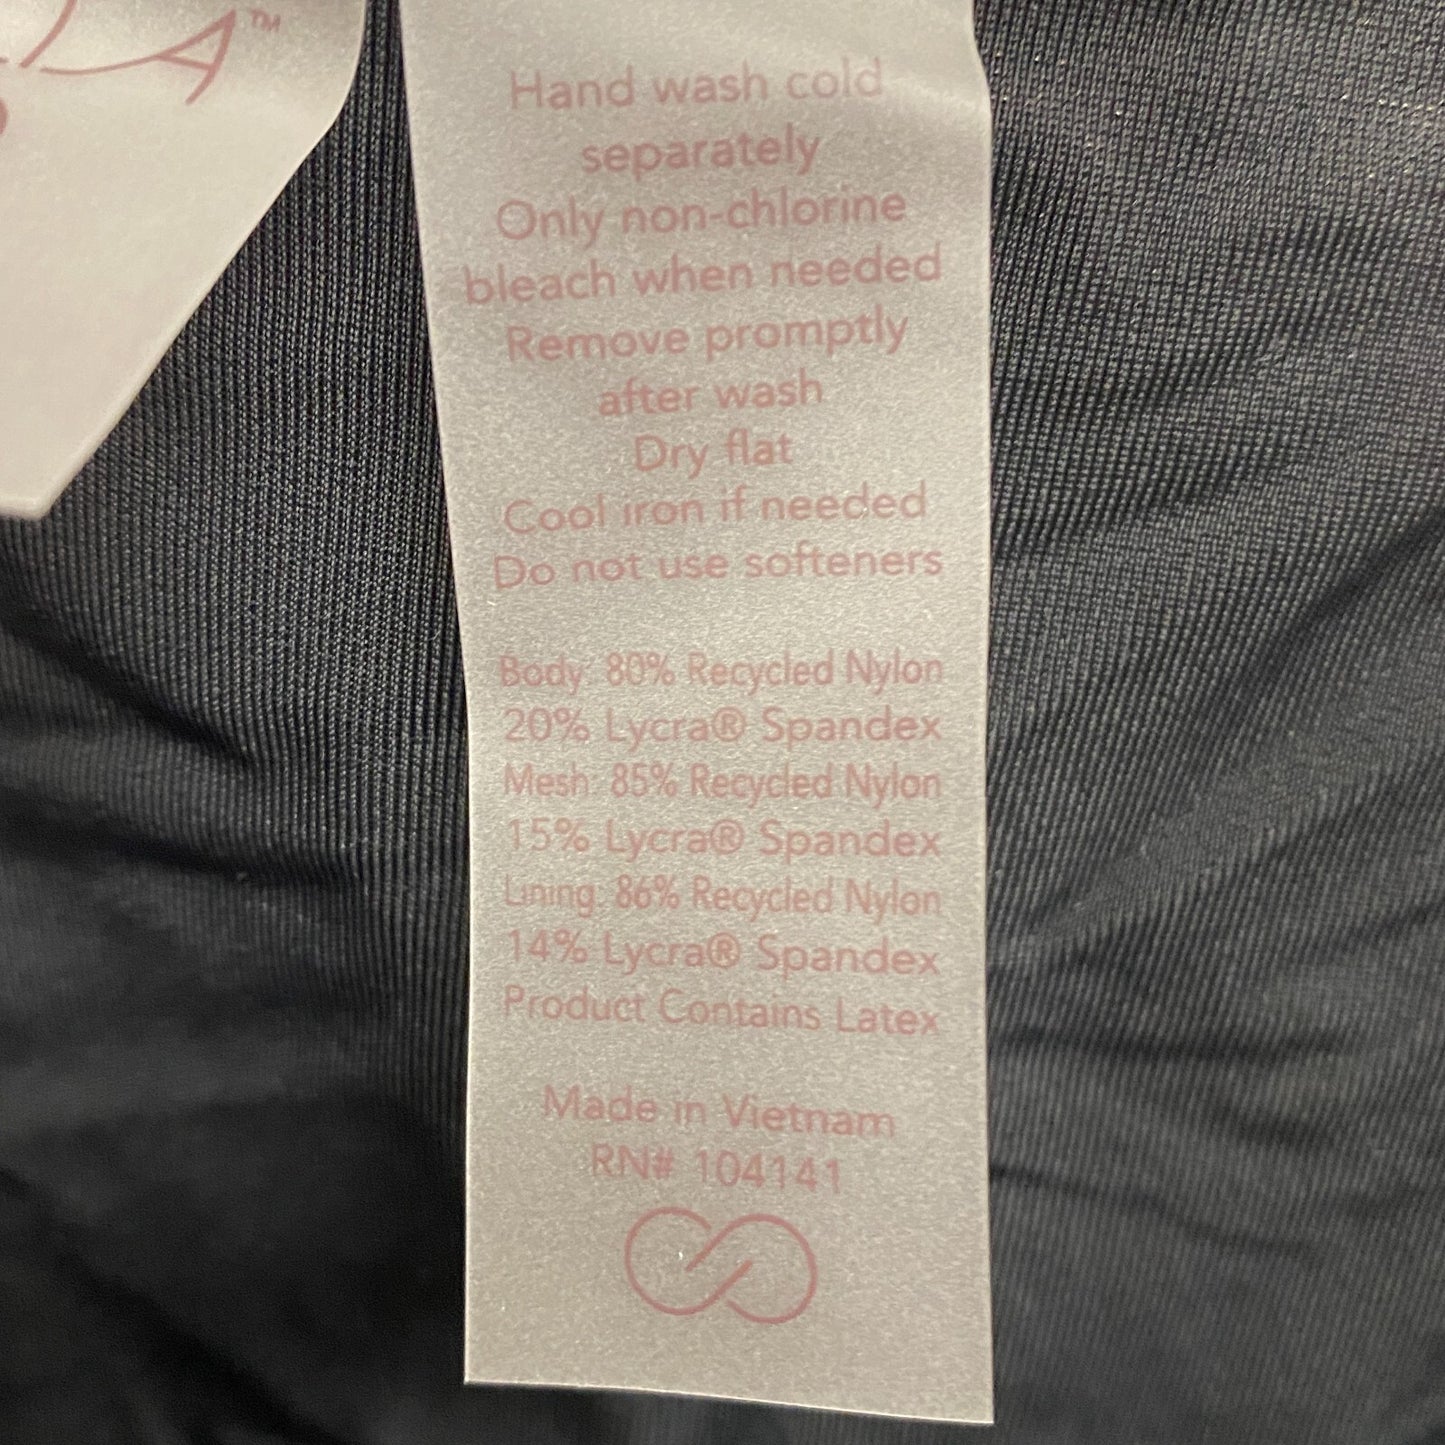 TM
Hand wash cold
separately
Only non-chlorine
bleach when needed
Remove promptly
after wash
Dry flat
Cool iron if needed
Do not use softeners
Body: 80% Recycled Nylon
20% Lycra® Spandex
Mesh: 85% Recycled Nylon
15% Lycra® Spandex
Lining: 86% Recycled Nylon
14% Lycra® Spandex
Product Contains Latex
Made in Vietnam
RN# 104141